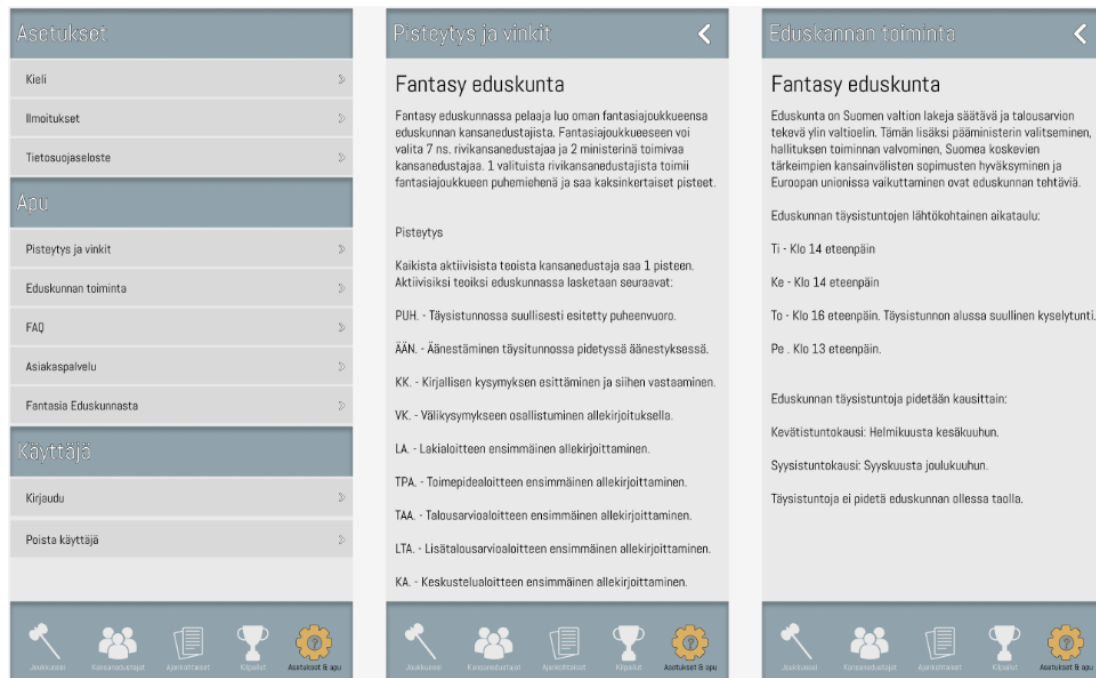 Asetukset
Kieli
Ilmoitukset
Tietosuojaseloste
Apu
Pisteytys ja vinkit
Eduskunnan toiminta
FAQ
Asiakaspalvelu
Fantasia Eduskunnasta
Käyttäjä
Kirjaudu
Poista käyttäjä
Joukkueesi
Kansanedustajat
Ajankohtaiset
Kilpailut
Asetukset & apu
Pisteytys ja vinkit
Fantasy eduskunta
Fantasy eduskunnassa pelaaja luo oman fantasiajoukkueensa
eduskunnan kansanedustajista. Fantasiajoukkueeseen voi
valita 7 ns. rivikansanedustajaa ja 2 ministerinä toimivaa
kansanedustajaa. 1 valituista rivikansanedustajista toimii
fantasiajoukkueen puhemiehenä ja saa kaksinkertaiset pisteet.
Pisteytys
Kaikista aktiivisista teoista kansanedustaja saa 1 pisteen.
Aktiivisiksi teoiksi eduskunnassa lasketaan seuraavat:
PUH. - Täysistunnossa suullisesti esitetty puheenvuoro.
ÄÄN. - Äänestäminen täysitunnossa pidetyssä äänestyksessä.
KK. - Kirjallisen kysymyksen esittäminen ja siihen vastaaminen.
VK. - Välikysymykseen osallistuminen allekirjoituksella.
LA. - Lakialoitteen ensimmäinen allekirjoittaminen.
TPA. - Toimepidealoitteen ensimmäinen allekirjoittaminen.
TAA. - Talousarvioaloitteen ensimmäinen allekirjoittaminen.
LTA. - Lisätalousarvioaloitteen ensimmäinen allekirjoittaminen.
KA. - Keskustelualoitteen ensimmäinen allekirjoittaminen.
Joukkueesi
Kansanedustajat
Ajankohtaiset
Kilpailut
Asetukset & apu
Eduskannan toiminta
Fantasy eduskunta
Eduskunta on Suomen valtion lakeja säätävä ja talousarvion
tekevä ylin valtioelin. Tämän lisäksi pääministerin valitseminen,
hallituksen toiminnan valvominen, Suomea koskevien
tärkeimpien kansainvälisten sopimusten hyväksyminen ja
Euroopan unionissa vaikuttaminen ovat eduskunnan tehtäviä.
Eduskunnan täysistuntojen lähtökohtainen aikataulu:
Ti - Klo 14 eteenpäin
Ke - Klo 14 eteenpäin
To - Klo 16 eteenpäin. Täysistunnon alussa suullinen kyselytunti.
Pe . Klo 13 eteenpäin.
Eduskunnan täysistuntoja pidetään kausittain:
Kevätistuntokausi: Helmikuusta kesäkuuhun.
Syysistuntokausi: Syyskuusta joulukuuhun.
Täysistuntoja ei pidetä eduskunnan ollessa taolla.
Joukkueesi
Kansanedustajat
Ajankohtaiset
Kilpailut
Asetukset & apu